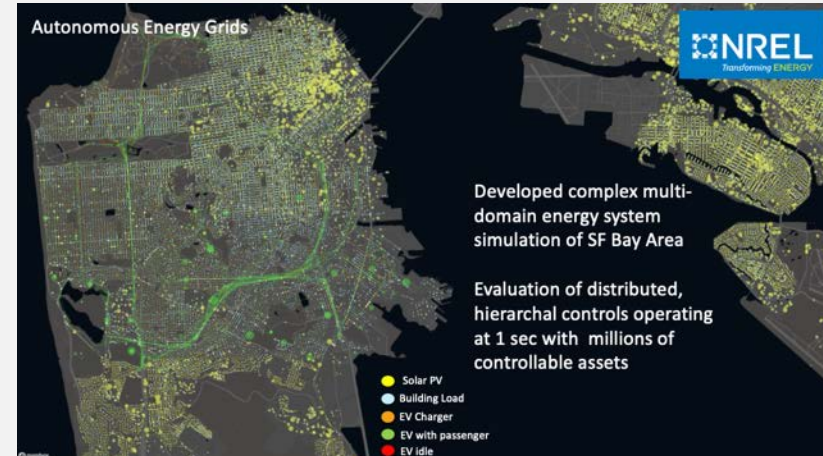 Autonomous Energy Grids
NREL
Transforming ENERGY
Developed complex multi-
domain energy system
simulation of SF Bay Area
Evaluation of distributed,
hierarchal controls operating
at 1 sec with millions of
controllable assets
Solar PV
Building Load
EV Charger
EV with passenger
EV idle